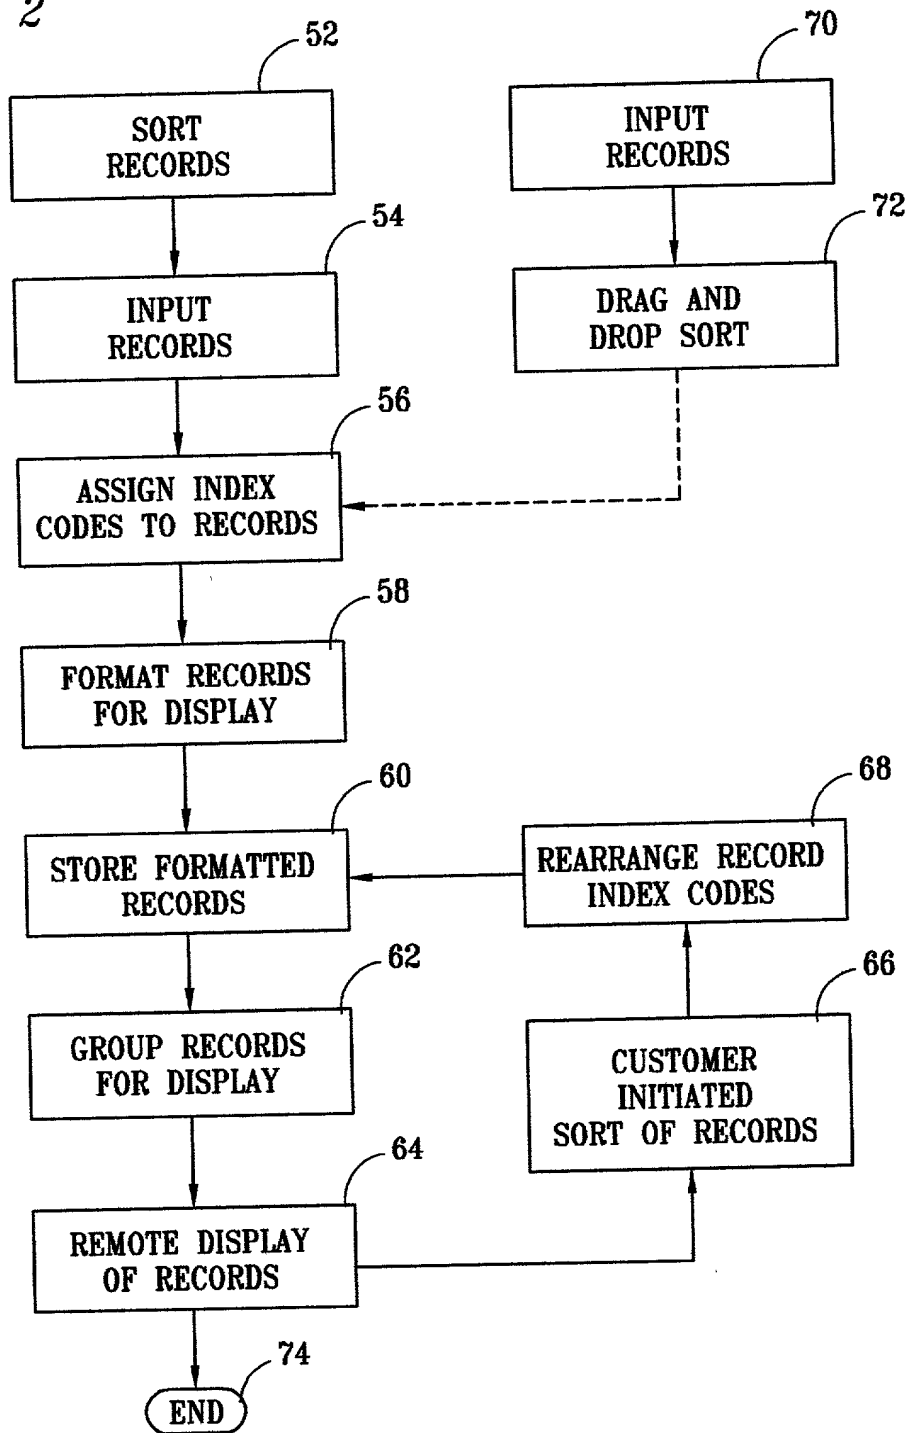 2
52
SORT
RECORDS
70
INPUT
RECORDS
54
INPUT
RECORDS
72
DRAG AND
DROP SORT
56
ASSIGN INDEX
CODES TO RECORDS
58
FORMAT RECORDS
FOR DISPLAY
60
STORE FORMATTED
RECORDS
68
REARRANGE RECORD
INDEX CODES
62
GROUP RECORDS
FOR DISPLAY
66
CUSTOMER
INITIATED
SORT OF RECORDS
64
REMOTE DISPLAY
OF RECORDS
74
END